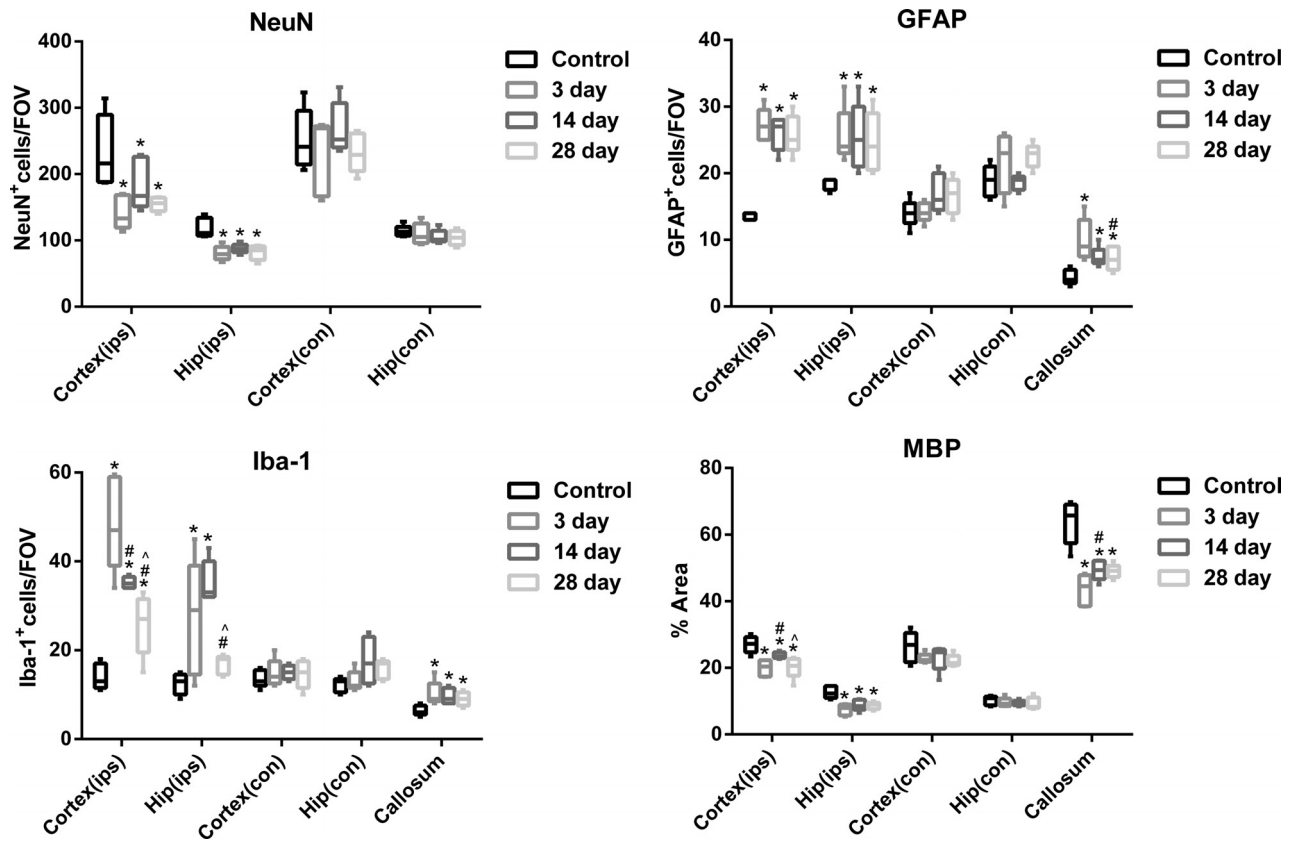 NeuN
NeuN+cells/FOV
400
300
200
100
0
* * *
* * *
Cortex(ips)
Hip(ips)
Cortex(con)
Hip(con)
Control
3 day
14 day
28 day
GFAP
GFAP+cells/FOV
40
30
20
10
0
* * *
* * *
* * # *
Cortex(ips)
Hip(ips)
Cortex(con)
Hip(con)
Callosum
Control
3 day
14 day
28 day
Iba-1
Iba-1+cells/FOV
60
40
20
0
* # * ^ # *
* * ^ #
* * *
Cortex(ips)
Hip(ips)
Cortex(con)
Hip(con)
Callosum
Control
3 day
14 day
28 day
MBP
% Area
80
60
40
20
0
* # * ^ *
* * *
* # * *
Cortex(ips)
Hip(ips)
Cortex(con)
Hip(con)
Callosum
Control
3 day
14 day
28 day